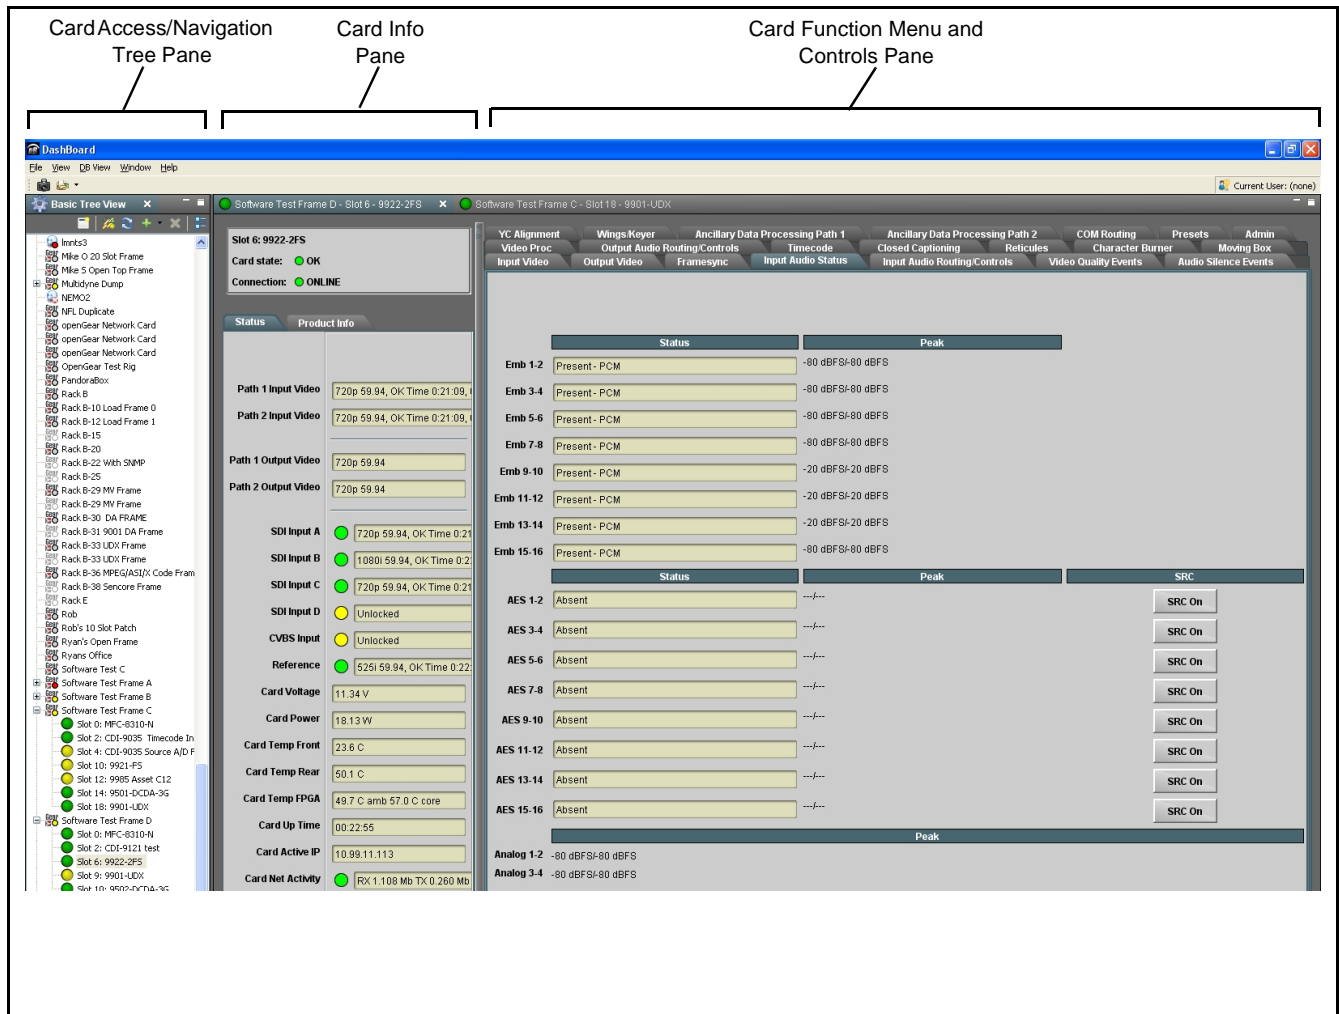 Card Access/Navigation
Tree Pane
Card Info
Pane
Card Function Menu and
Controls Pane
DashBoard
File View DB View Window Help
Current User: (none)
Basic Tree View
Imnts3
Mike O 20 Slot Frame
Mike S Open Top Frame
Multidyne Dump
NEMO2
NFL Duplicate
openGear Network Card
openGear Network Card
openGear Network Card
OpenGear Test Rig
PandoraBox
Rack B
Rack B-10 Load Frame 0
Rack B-12 Load Frame 1
Rack B-15
Rack B-20
Rack B-22 With SNMP
Rack B-25
Rack B-29 MV Frame
Rack B-29 MV Frame
Rack B-30 DA FRAME
Rack B-31 9001 DA Frame
Rack B-33 UDX Frame
Rack B-33 UDX Frame
Rack B-36 MPEG/ASI/X Code Fram
Rack B-38 Sencore Frame
Rack E
Rob
Rob's 10 Slot Patch
Ryan's Open Frame
Ryans Office
Software Test C
Software Test Frame A
Software Test Frame B
Software Test Frame C
Slot 0: MFC-8310-N
Slot 2: CDI-9035 Timecode In
Slot 4: CDI-9035 Source A/D F
Slot 10: 9921-FS
Slot 12: 9985 Asset C12
Slot 14: 9501-DCDA-3G
Slot 18: 9901-UDX
Software Test Frame D
Slot 0: MFC-8310-N
Slot 2: CDI-9121 test
Slot 6: 9922-2FS
Slot 9: 9901-UDX
Slot 10: 9502-DCDA-3G
Software Test Frame D - Slot 6 - 9922-2FS
Software Test Frame C - Slot 18 - 9901-UDX
Slot 6: 9922-2FS
Card state: OK
Connection: ONLINE
Status Product Info
Path 1 Input Video 720p 59.94, OK Time 0:21:09,
Path 2 Input Video 720p 59.94, OK Time 0:21:09,
Path 1 Output Video 720p 59.94
Path 2 Output Video 720p 59.94
SDI Input A 720p 59.94, OK Time 0:21
SDI Input B 1080i 59.94, OK Time 0:2
SDI Input C 720p 59.94, OK Time 0:21
SDI Input D Unlocked
CVBS Input Unlocked
Reference 525i 59.94, OK Time 0:22:
Card Voltage 11.34 V
Card Power 18.13 W
Card Temp Front 23.6 C
Card Temp Rear 50.1 C
Card Temp FPGA 49.7 C amb 57.0 C core
Card Up Time 00:22:55
Card Active IP 10.99.11.113
Card Net Activity RX 1.108 Mb TX 0.260 Mb
YC Alignment Wings/Keyer Ancillary Data Processing Path 1 Ancillary Data Processing Path 2 COM Routing Presets Admin
Video Proc Output Audio Routing/Controls Timecode Closed Captioning Reticules Character Burner Moving Box
Input Video Output Video Framesync Input Audio Status Input Audio Routing/Controls Video Quality Events Audio Silence Events
Status Peak
Emb 1-2 Present - PCM -80 dBFS/-80 dBFS
Emb 3-4 Present - PCM -80 dBFS/-80 dBFS
Emb 5-6 Present - PCM -80 dBFS/-80 dBFS
Emb 7-8 Present - PCM -80 dBFS/-80 dBFS
Emb 9-10 Present - PCM -20 dBFS/-20 dBFS
Emb 11-12 Present - PCM -20 dBFS/-20 dBFS
Emb 13-14 Present - PCM -20 dBFS/-20 dBFS
Emb 15-16 Present - PCM -80 dBFS/-80 dBFS
Status Peak SRC
AES 1-2 Absent ---/--- SRC On
AES 3-4 Absent ---/--- SRC On
AES 5-6 Absent ---/--- SRC On
AES 7-8 Absent ---/--- SRC On
AES 9-10 Absent ---/--- SRC On
AES 11-12 Absent ---/--- SRC On
AES 13-14 Absent ---/--- SRC On
AES 15-16 Absent ---/--- SRC On
Peak
Analog 1-2 -80 dBFS/-80 dBFS
Analog 3-4 -80 dBFS/-80 dBFS